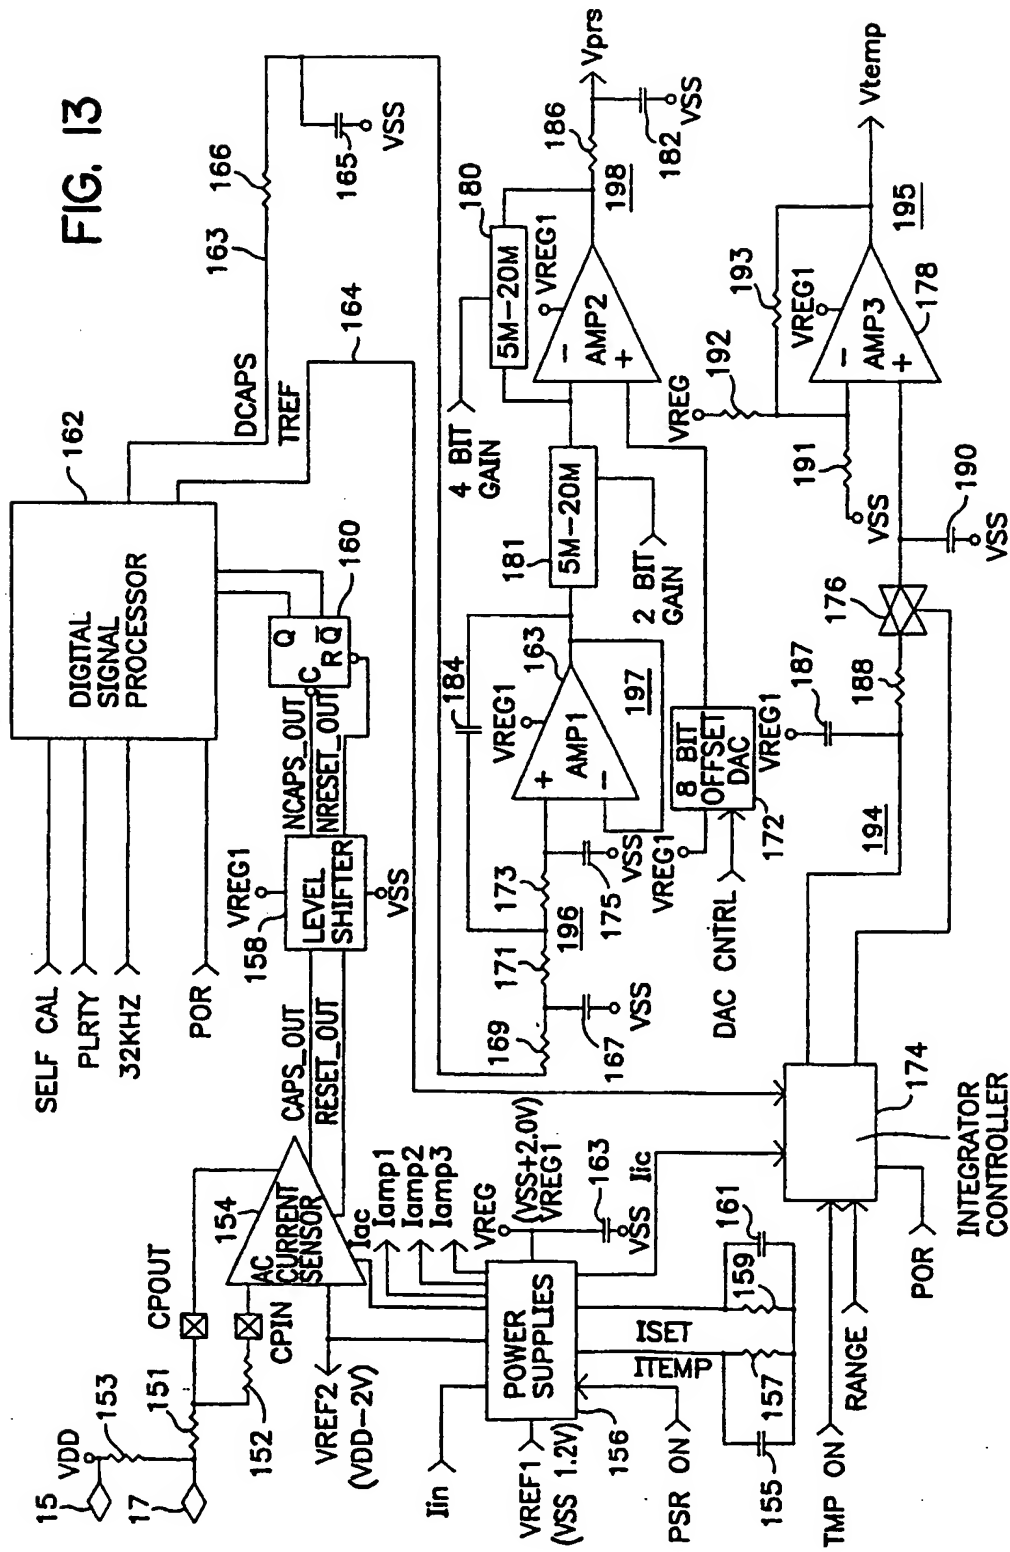 FIG. 13
SELF CAL
PLRTY
32KHZ
POR
DIGITAL
SIGNAL
PROCESSOR
162
DCAPS
TREF
163
166
164
165
VSS
15
17
VDD
153
151
152
CPOUT
CPIN
154
AC
CURRENT
SENSOR
CAPS_OUT
RESET_OUT
VREG1
158
LEVEL
SHIFTER
VSS
NCAPS_OUT
NRESET_OUT
Q
C
R
Q
160
VREF2
(VDD-2V)
Iac
Iamp1
Iamp2
Iamp3
Iin
VREF1
(VSS 1.2V)
POWER
SUPPLIES
156
PSR ON
VREG
(VSS+2.0V)
VREG1
163
VSS
Iic
ISET
ITEMP
155
157
159
161
169
171
173
167
VSS
196
175
VSS
184
VREG1
+
AMP1
-
163
197
181
5M-20M
2 BIT
GAIN
4 BIT
GAIN
180
5M-20M
VREG1
-
AMP2
+
198
186
Vprs
182
VSS
VREG1
8 BIT
OFFSET
DAC
172
DAC CNTRL
TMP ON
RANGE
POR
174
INTEGRATOR
CONTROLLER
194
VREG1
187
188
176
190
VSS
191
VSS
VREG
192
193
VREG1
-
AMP3
+
178
195
Vtemp